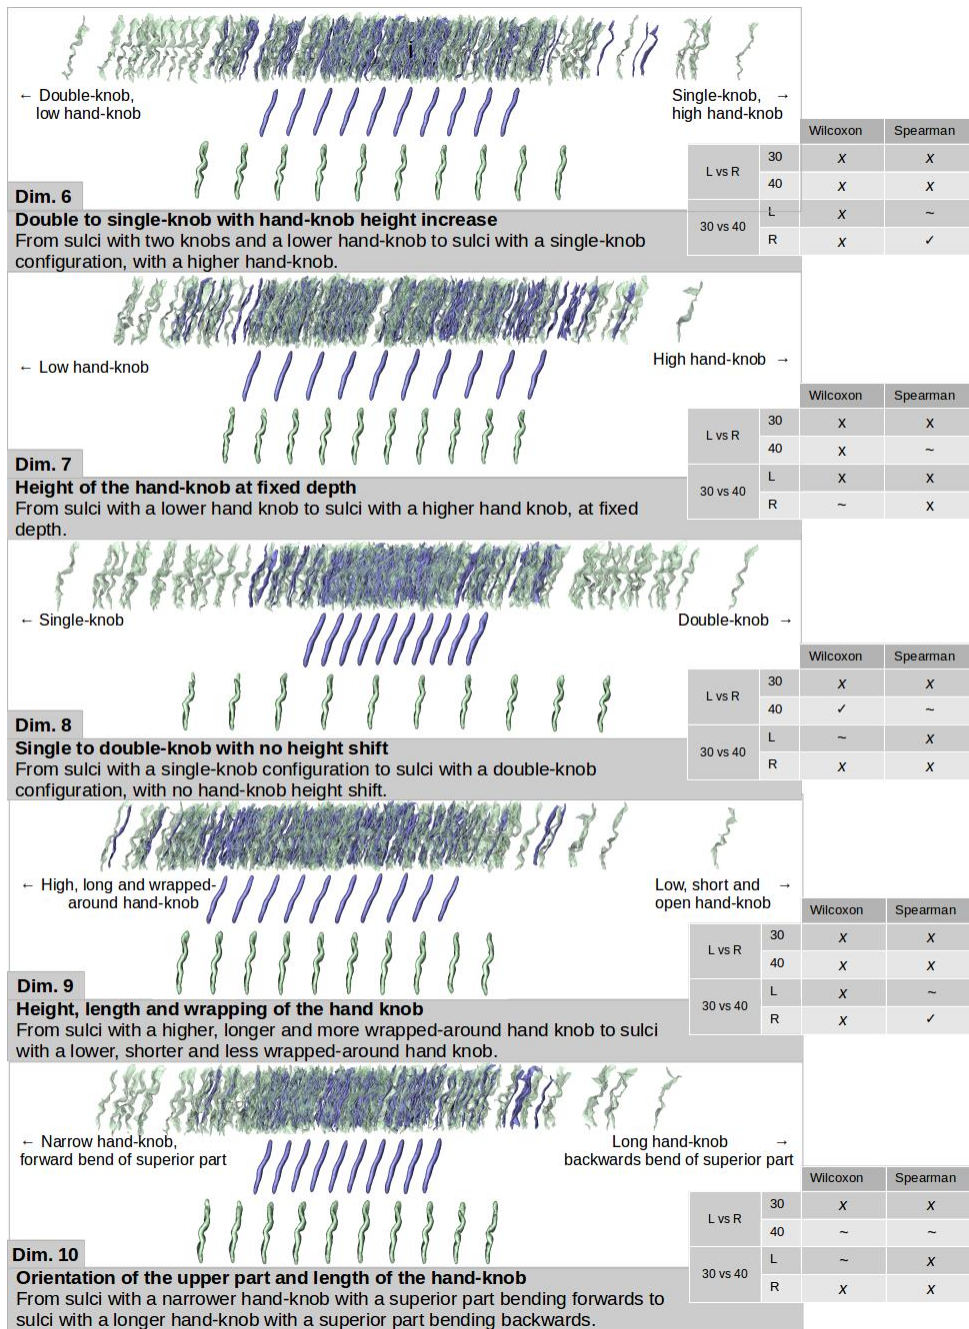 ← Double-knob,
low hand-knob
Single-knob, →
high hand-knob
Wilcoxon Spearman
L vs R 30 x x
40 x x
30 vs 40 L x ~
R x ✓
Dim. 6
Double to single-knob with hand-knob height increase
From sulci with two knobs and a lower hand-knob to sulci with a single-knob
configuration, with a higher hand-knob.
← Low hand-knob
High hand-knob →
Wilcoxon Spearman
L vs R 30 x x
40 x ~
30 vs 40 L x x
R ~ x
Dim. 7
Height of the hand-knob at fixed depth
From sulci with a lower hand knob to sulci with a higher hand knob, at fixed
depth.
← Single-knob
Double-knob →
Wilcoxon Spearman
L vs R 30 x x
40 ✓ ~
30 vs 40 L ~ x
R x x
Dim. 8
Single to double-knob with no height shift
From sulci with a single-knob configuration to sulci with a double-knob
configuration, with no hand-knob height shift.
← High, long and wrapped-
around hand-knob
Low, short and →
open hand-knob
Wilcoxon Spearman
L vs R 30 x x
40 x x
30 vs 40 L x ~
R x ✓
Dim. 9
Height, length and wrapping of the hand knob
From sulci with a higher, longer and more wrapped-around hand knob to sulci
with a lower, shorter and less wrapped-around hand knob.
← Narrow hand-knob,
forward bend of superior part
Long hand-knob →
backwards bend of superior part
Wilcoxon Spearman
L vs R 30 x x
40 ~ ~
30 vs 40 L ~ x
R x x
Dim. 10
Orientation of the upper part and length of the hand-knob
From sulci with a narrower hand-knob with a superior part bending forwards to
sulci with a longer hand-knob with a superior part bending backwards.